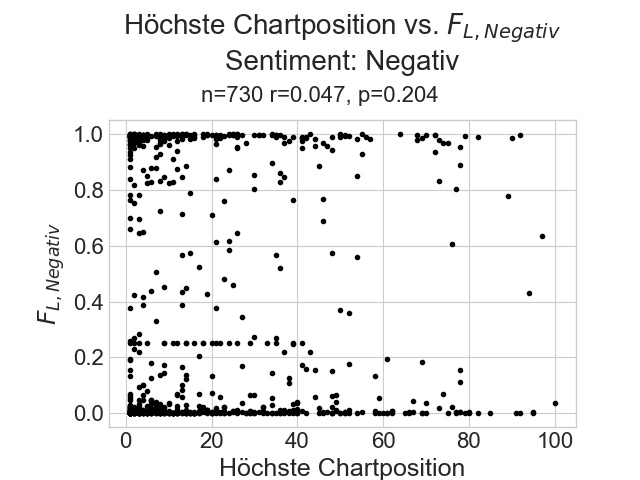 Höchste Chartposition vs. F_{L, Negativ}
Sentiment: Negativ
n=730 r=0.047, p=0.204
1.0
0.8
0.6
0.4
0.2
0.0
F_{L, Negativ}
0 20 40 60 80 100
Höchste Chartposition